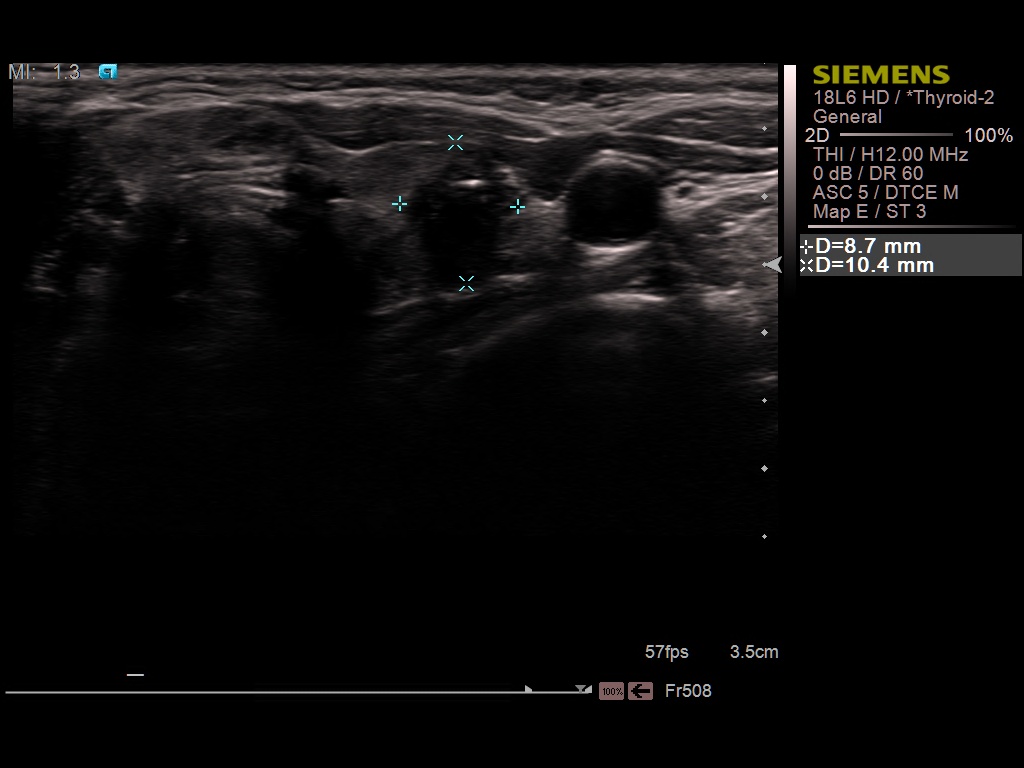 MI: 1.3
SIEMENS
18L6 HD / *Thyroid-2
General
2D 100%
THI / H12.00 MHz
0 dB / DR 60
ASC 5 / DTCE M
Map E / ST 3
D=8.7 mm
D=10.4 mm
57fps 3.5cm
100% Fr508